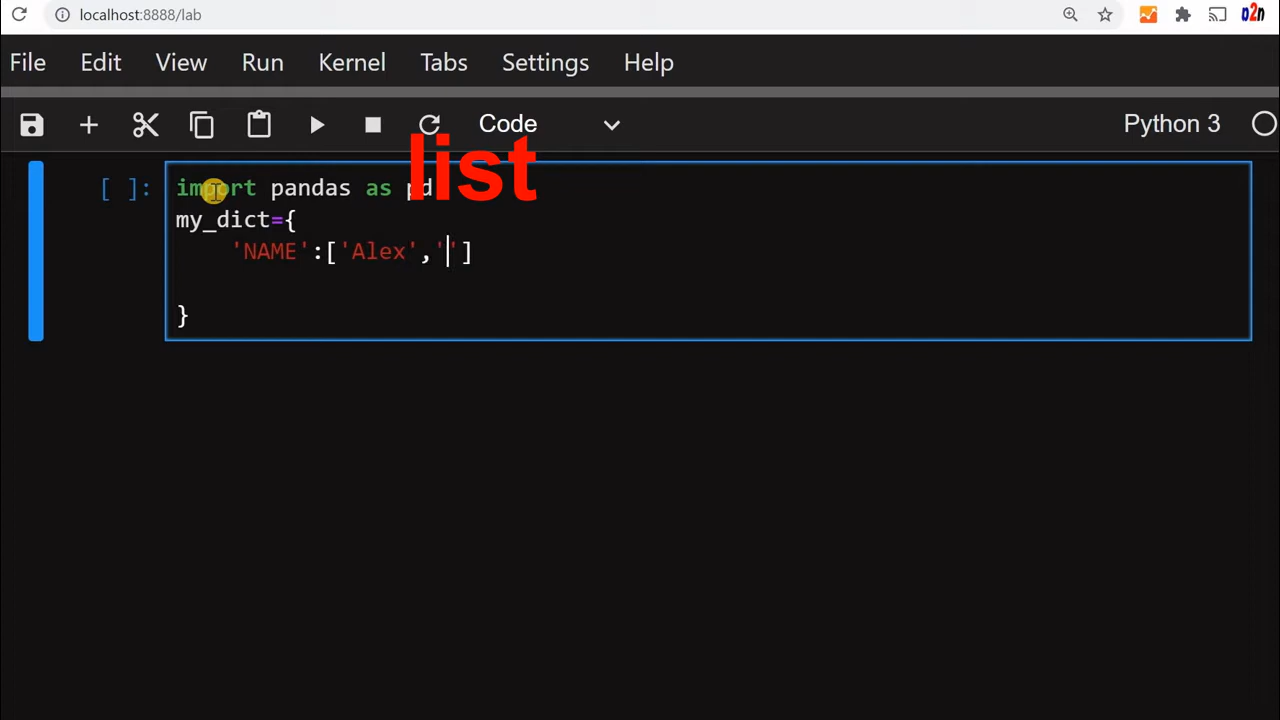 localhost:8888/lab
o2n
File Edit View Run Kernel Tabs Settings Help
Code
Python 3
list
[ ]:
import pandas as pd
my_dict={
'NAME':['Alex','']
}